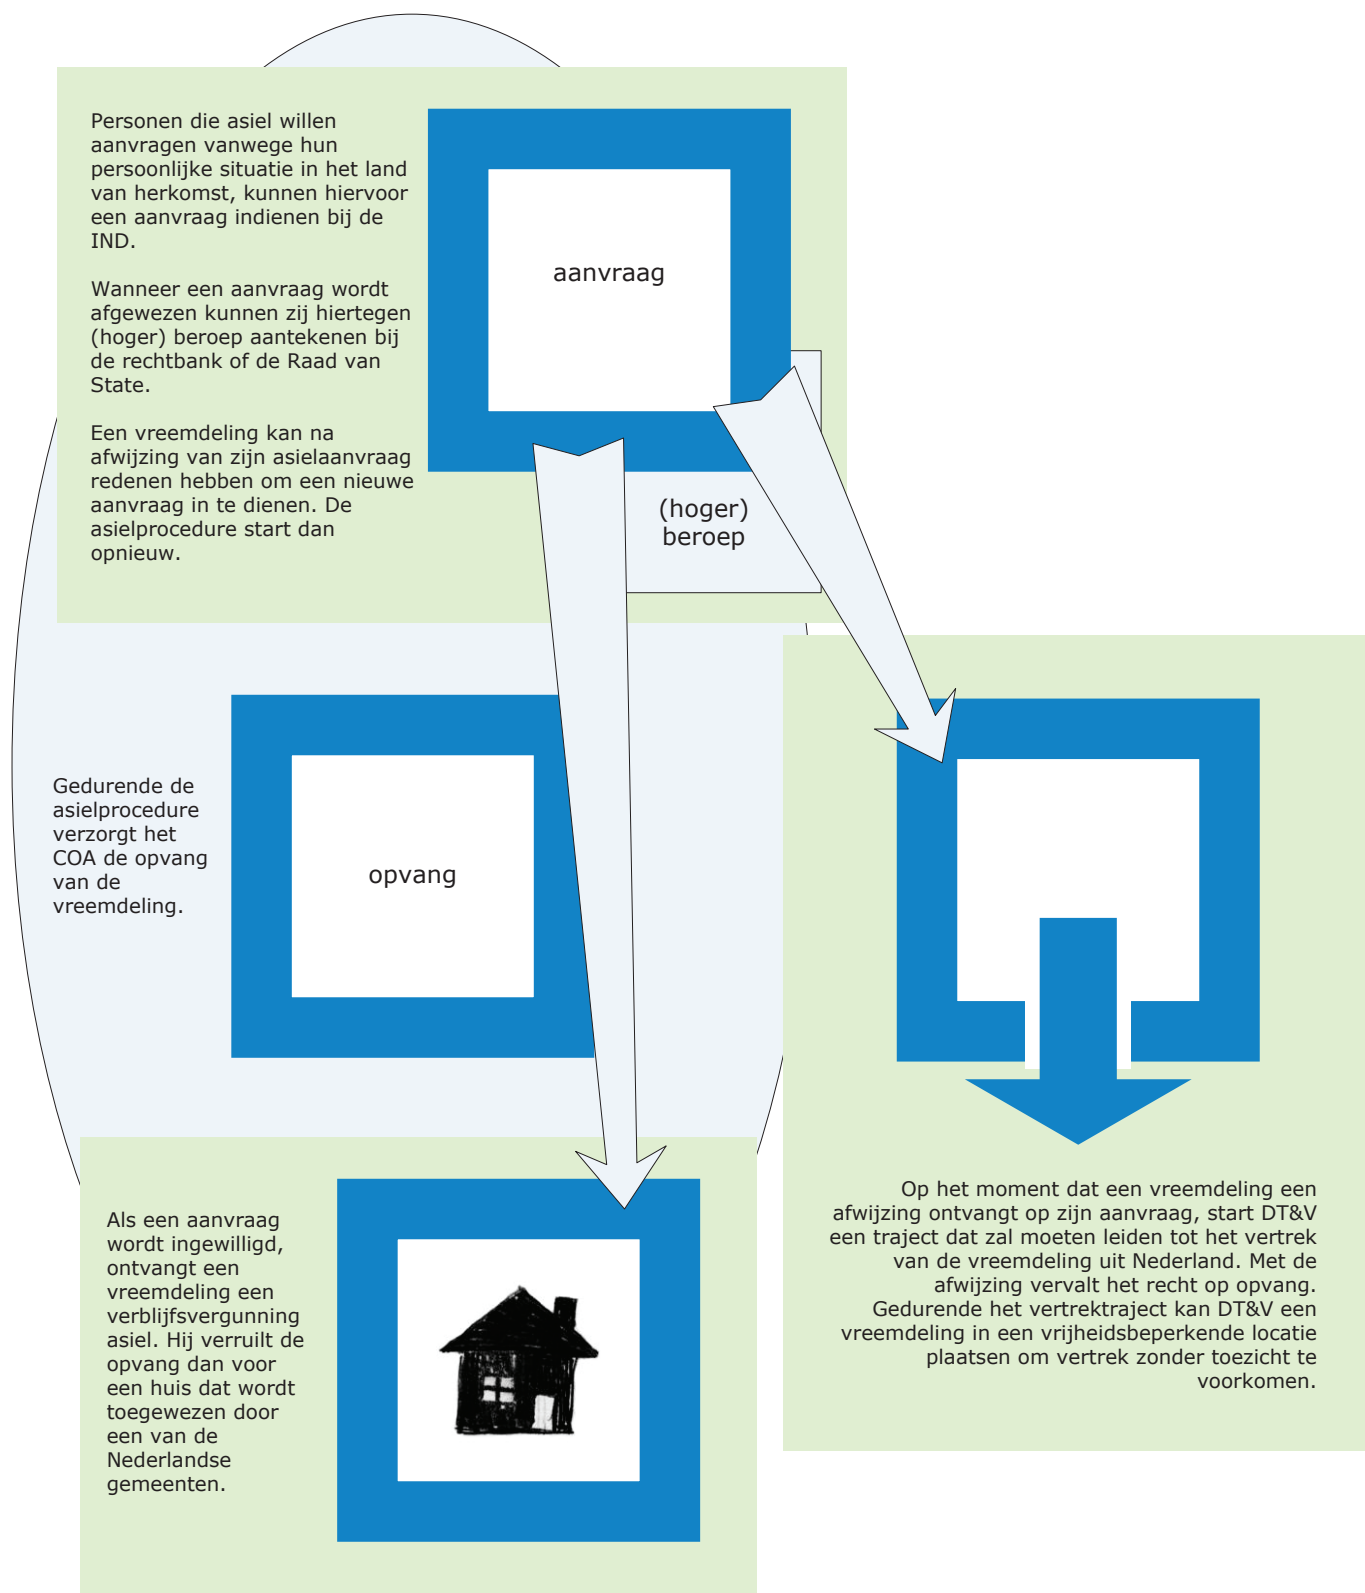 Personen die asiel willen
aanvragen vanwege hun
persoonlijke situatie in het land
van herkomst, kunnen hiervoor
een aanvraag indienen bij de
IND.
Wanneer een aanvraag wordt
afgewezen kunnen zij hiertegen
(hoger) beroep aantekenen bij
de rechtbank of de Raad van
State.
Een vreemdeling kan na
afwijzing van zijn asielaanvraag
redenen hebben om een nieuwe
aanvraag in te dienen. De
asielprocedure start dan
opnieuw.
aanvraag
(hoger)
beroep
Gedurende de
asielprocedure
verzorgt het
COA de opvang
van de
vreemdeling.
opvang
Op het moment dat een vreemdeling een
afwijzing ontvangt op zijn aanvraag, start DT&V
een traject dat zal moeten leiden tot het vertrek
van de vreemdeling uit Nederland. Met de
afwijzing vervalt het recht op opvang.
Gedurende het vertrektraject kan DT&V een
vreemdeling in een vrijheidsbeperkende locatie
plaatsen om vertrek zonder toezicht te
voorkomen.
Als een aanvraag
wordt ingewilligd,
ontvangt een
vreemdeling een
verblijfsvergunning
asiel. Hij verruilt de
opvang dan voor
een huis dat wordt
toegewezen door
een van de
Nederlandse
gemeenten.